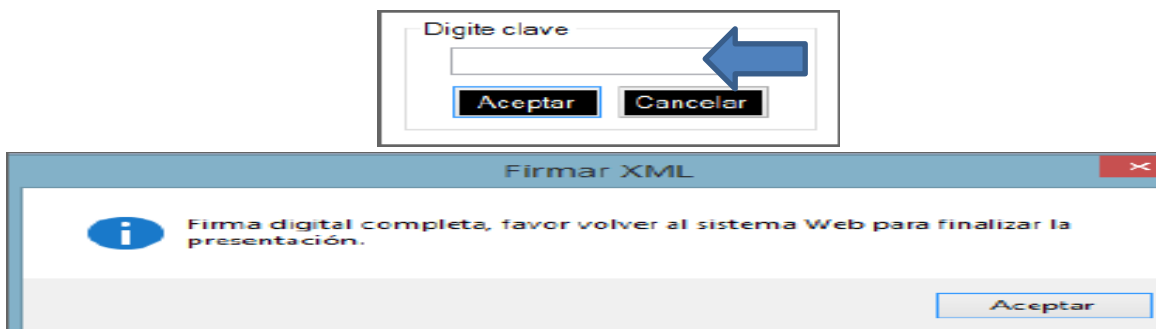 Digite clave
Aceptar Cancelar
Firmar XML
Firma digital completa, favor volver al sistema Web para finalizar la
presentación.
Aceptar